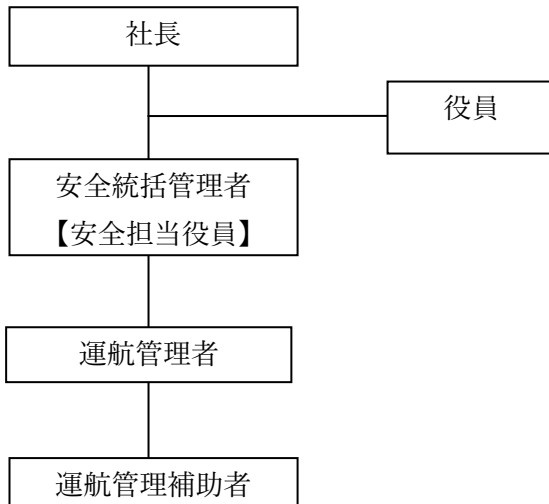 社長
役員
安全統括管理者
【安全担当役員】
運航管理者
運航管理補助者